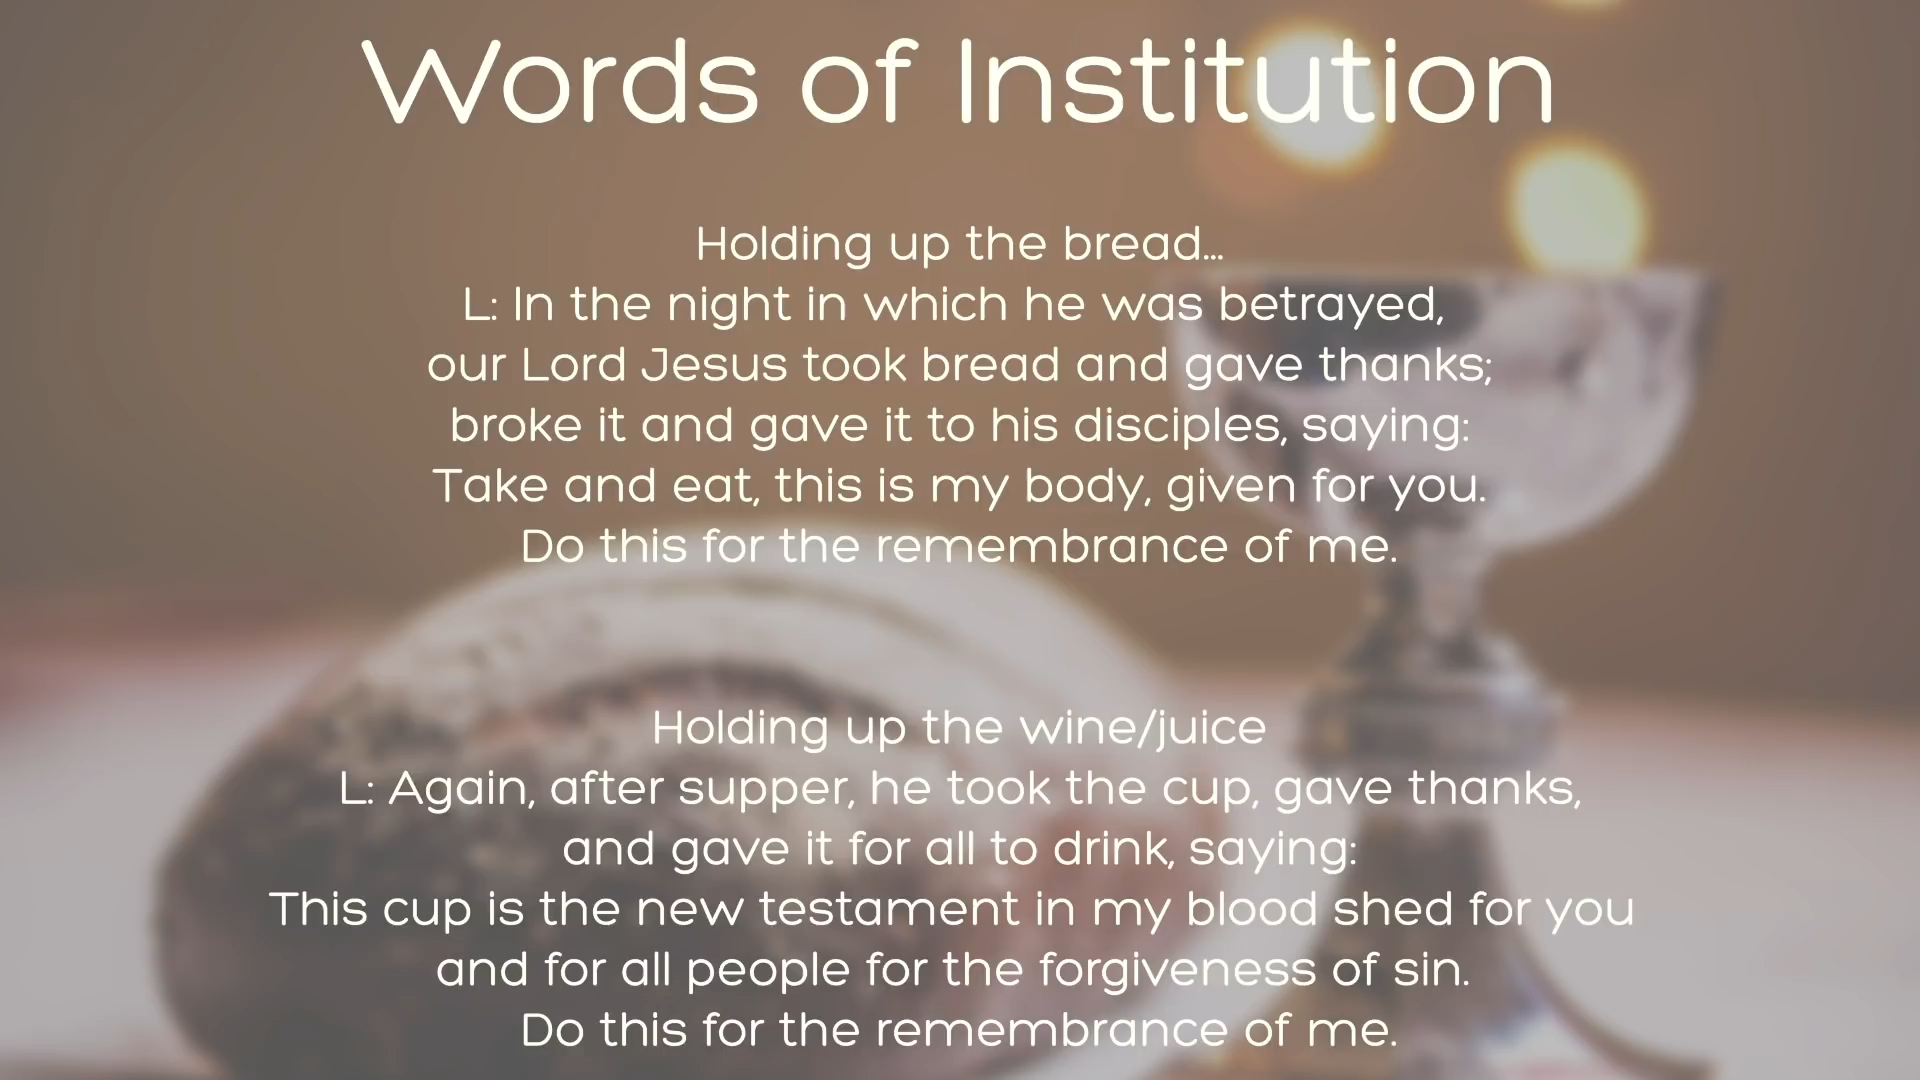 Words of Institution
Holding up the bread...
L: In the night in which he was betrayed,
our Lord Jesus took bread and gave thanks;
broke it and gave it to his disciples, saying:
Take and eat, this is my body, given for you.
Do this for the remembrance of me.
Holding up the wine/juice
L: Again, after supper, he took the cup, gave thanks,
and gave it for all to drink, saying:
This cup is the new testament in my blood shed for you
and for all people for the forgiveness of sin.
Do this for the remembrance of me.